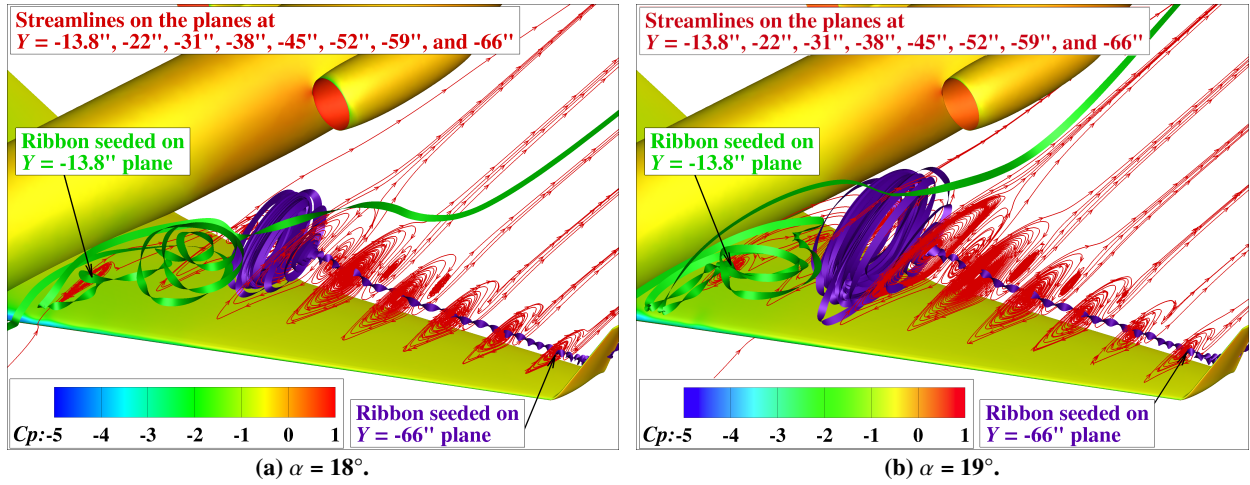 Streamlines on the planes at
Y = -13.8", -22", -31", -38", -45", -52", -59", and -66"
Ribbon seeded on
Y = -13.8" plane
Cp:-5 -4 -3 -2 -1 0 1
Ribbon seeded on
Y = -66" plane
(a) α = 18°.
Streamlines on the planes at
Y = -13.8", -22", -31", -38", -45", -52", -59", and -66"
Ribbon seeded on
Y = -13.8" plane
Cp:-5 -4 -3 -2 -1 0 1
Ribbon seeded on
Y = -66" plane
(b) α = 19°.